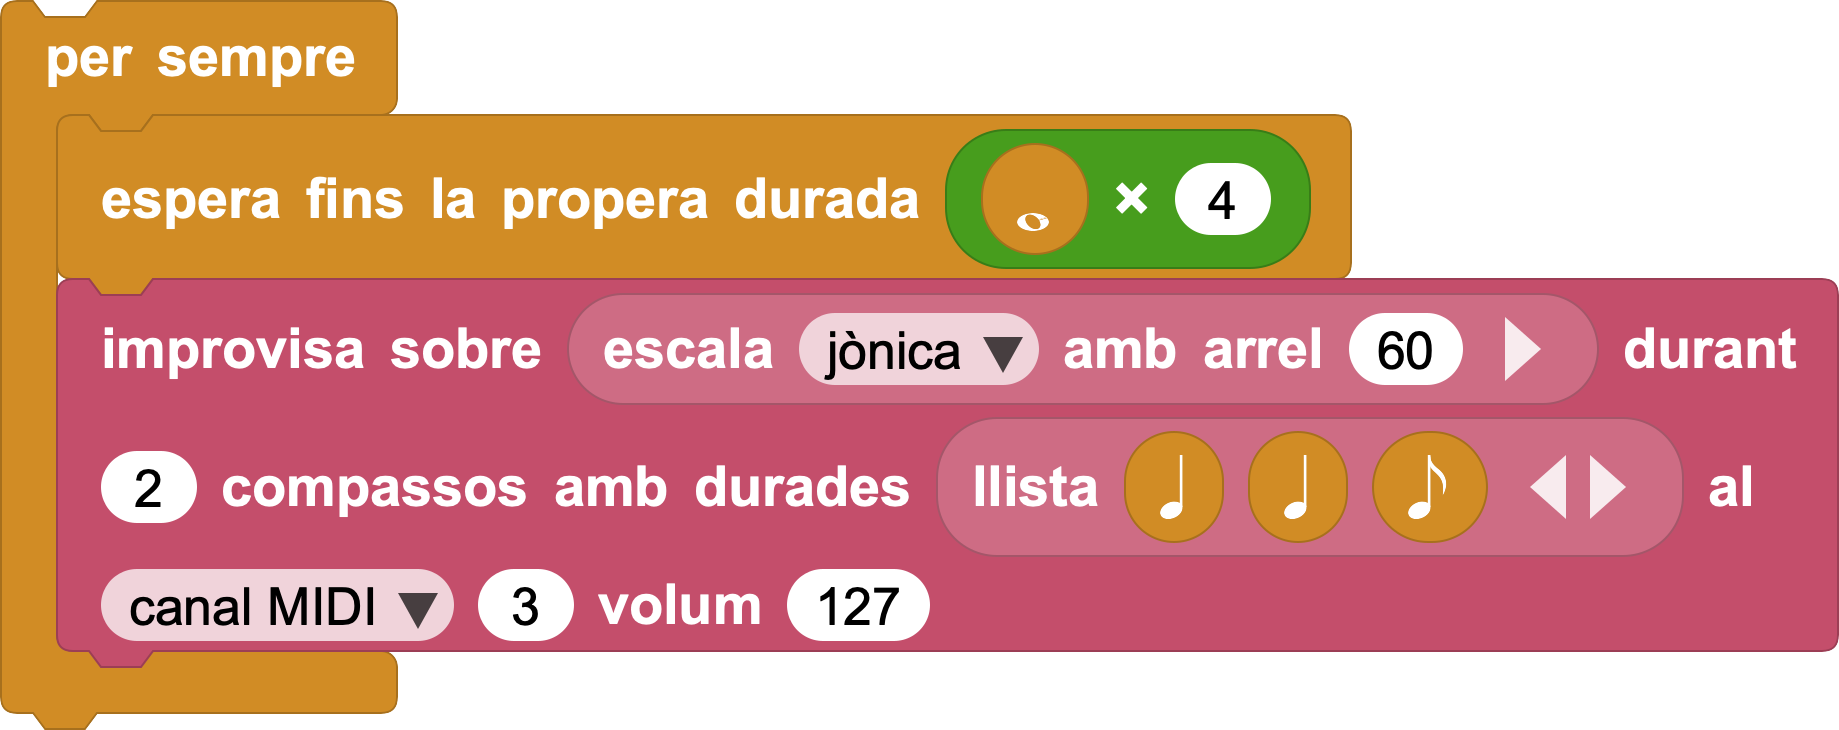 per sempre
espera fins la propera durada × 4
improvisa sobre escala jònica ▼ amb arrel 60 durant
2 compassos amb durades llista al
canal MIDI ▼ 3 volum 127